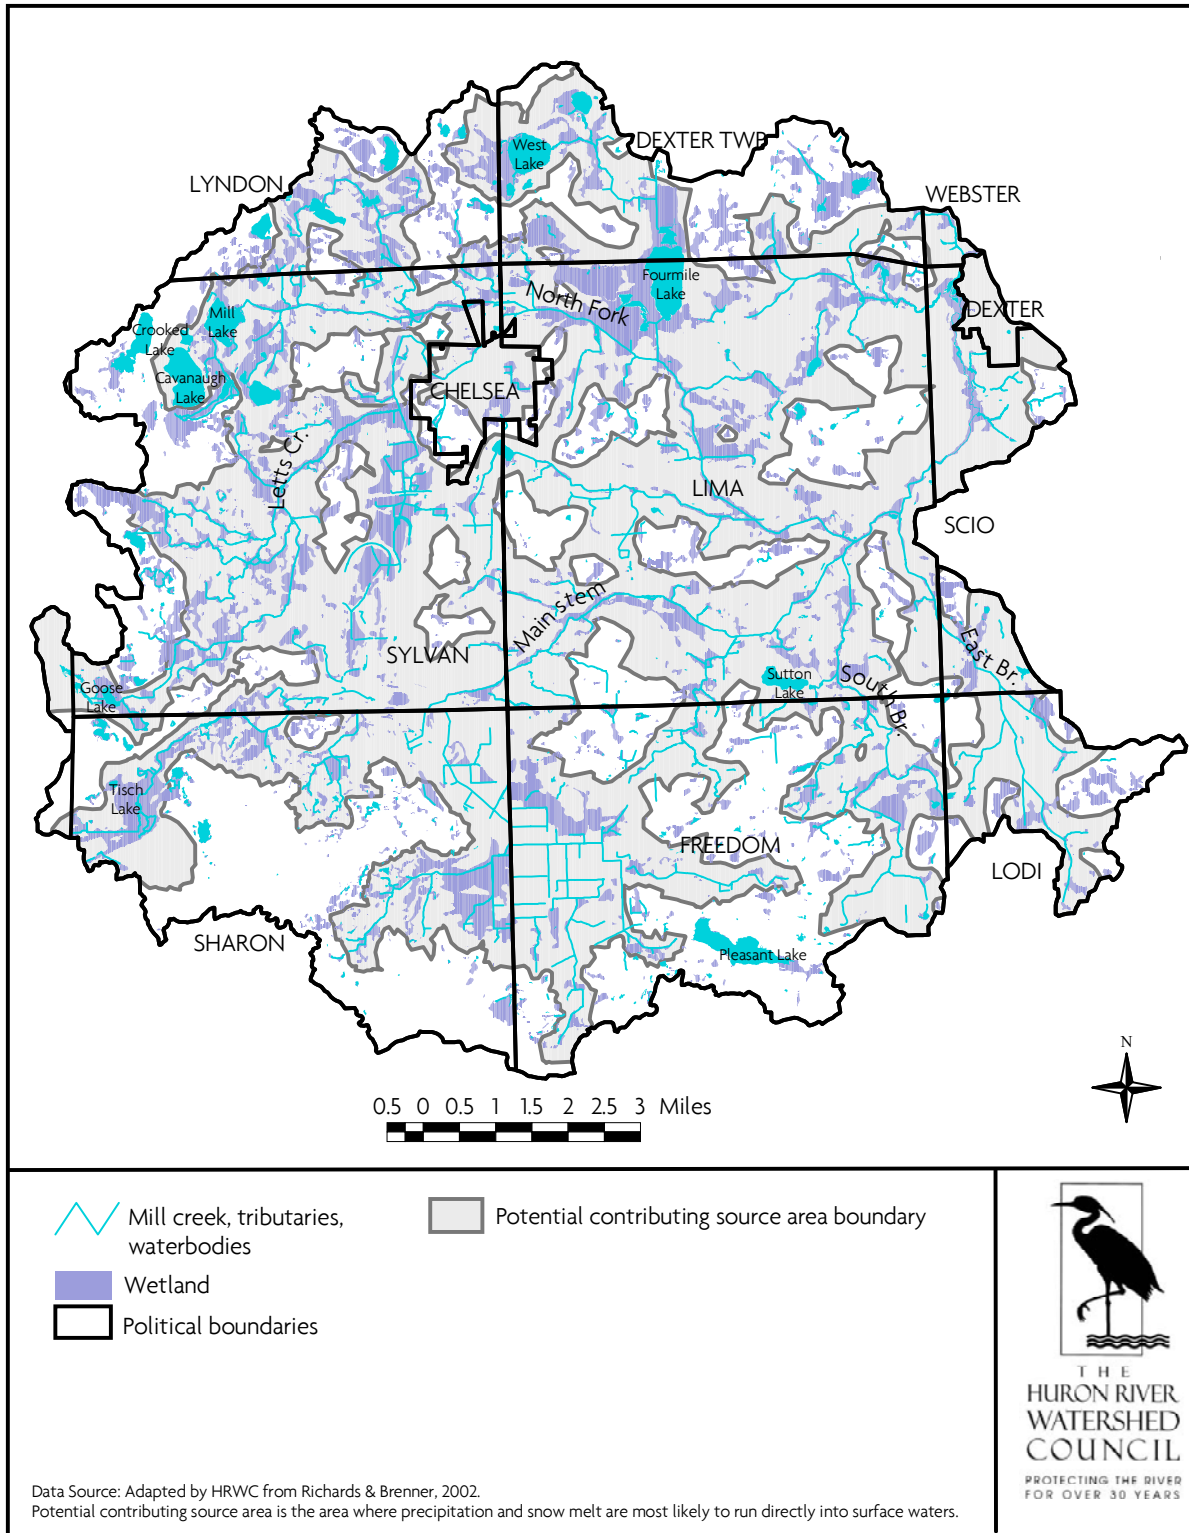 West
Lake
DEXTER TWP
LYNDON
WEBSTER
Fourmile
Lake
North Fork
DEXTER
Mill
Lake
Crooked
Lake
Cavanaugh
Lake
CHELSEA
Letts Cr.
LIMA
SCIO
Main stem
East Br.
SYLVAN
Goose
Lake
Sutton
Lake
South Br.
Tisch
Lake
FREEDOM
LODI
SHARON
Pleasant Lake
N
0.5 0 0.5 1 1.5 2 2.5 3 Miles
Mill creek, tributaries,
waterbodies
Potential contributing source area boundary
Wetland
Political boundaries
THE
HURON RIVER
WATERSHED
COUNCIL
PROTECTING THE RIVER
FOR OVER 30 YEARS
Data Source: Adapted by HRWC from Richards & Brenner, 2002.
Potential contributing source area is the area where precipitation and snow melt are most likely to run directly into surface waters.